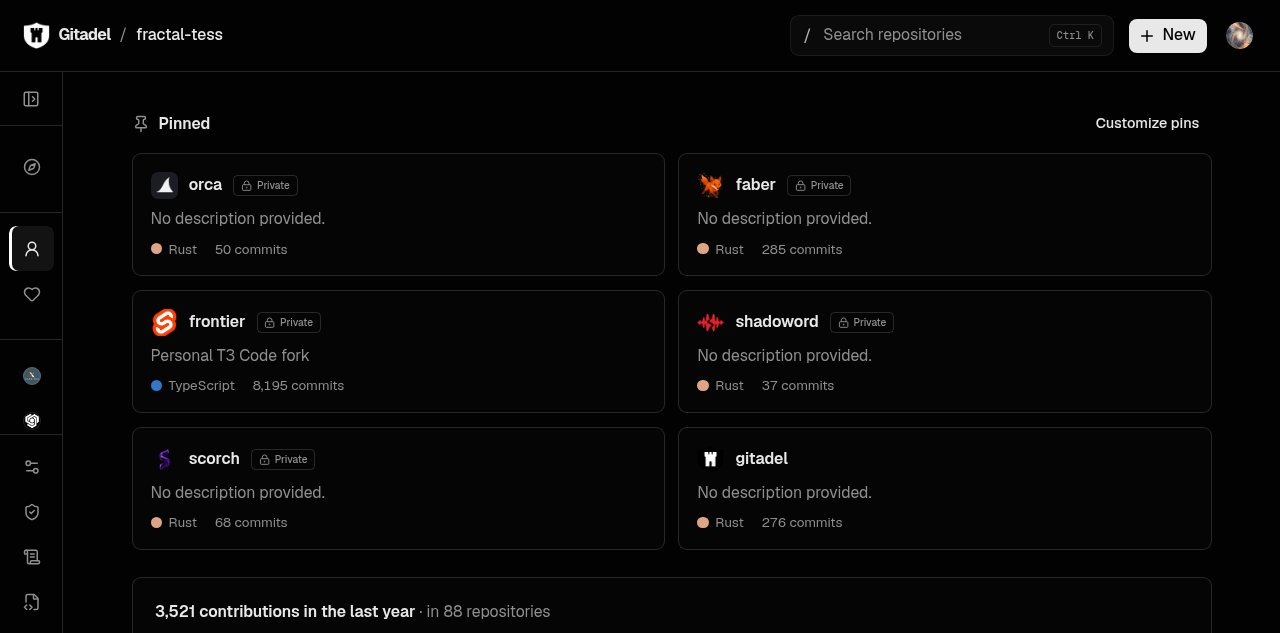 Gitadel / fractal-tess
/ Search repositories Ctrl K
+ New
Pinned
Customize pins
orca Private
No description provided.
Rust 50 commits
faber Private
No description provided.
Rust 285 commits
frontier Private
Personal T3 Code fork
TypeScript 8,195 commits
shadoword Private
No description provided.
Rust 37 commits
scorch Private
No description provided.
Rust 68 commits
gitadel
No description provided.
Rust 276 commits
3,521 contributions in the last year · in 88 repositories